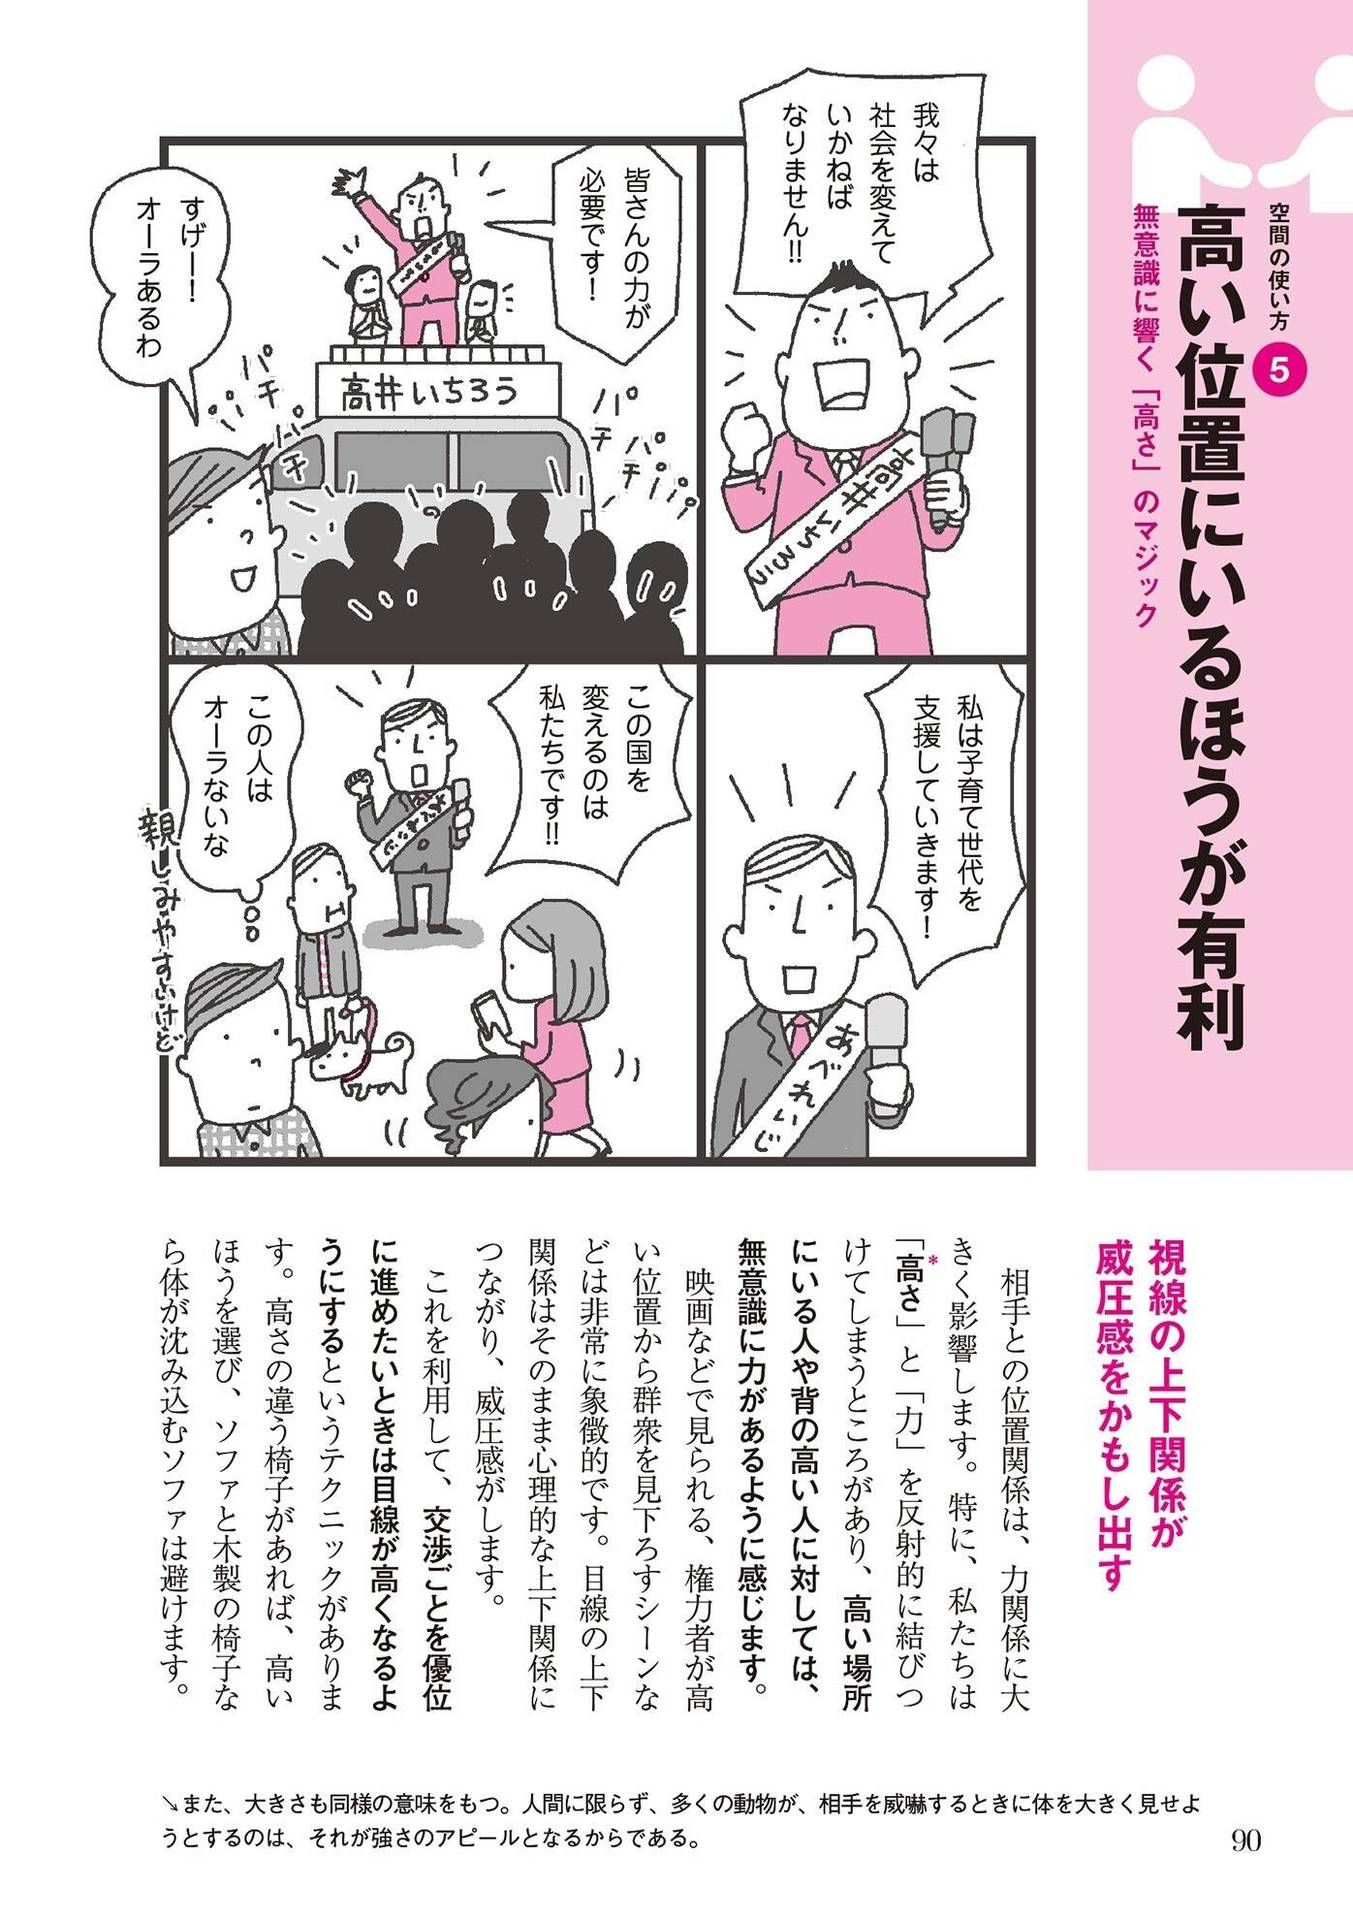 空間の使い方
5
高い位置にいるほうが有利
無意識に響く「高さ」のマジック
我々は
社会を変えて
いかねば
なりません!!
高井いちろう
皆さんの力が
必要です！
高井いちろう
すげー！
オーラあるわ
パチパチ
パチパチパパパ
私は子育て世代を
支援していきます！
あべれいじ
この国を
変えるのは
私たちです!!
この人は
オーラないな
親しみやすいけど
視線の上下関係が
威圧感をかもし出す
相手との位置関係は、力関係に大
きく影響します。特に、私たちは
「高さ」と「力」を反射的に結びつ
*
けてしまうところがあり、高い場所
にいる人や背の高い人に対しては、
無意識に力があるように感じます。
映画などで見られる、権力者が高
い位置から群衆を見下ろすシーンな
どは非常に象徴的です。目線の上下
関係はそのまま心理的な上下関係に
つながり、威圧感がします。
これを利用して、交渉ごとを優位
に進めたいときは目線が高くなるよ
うにするというテクニックがありま
す。高さの違う椅子があれば、高い
ほうを選び、ソファと木製の椅子な
ら体が沈み込むソファは避けます。
↘また、大きさも同様の意味をもつ。人間に限らず、多くの動物が、相手を威嚇するときに体を大きく見せよ
うとするのは、それが強さのアピールとなるからである。
90